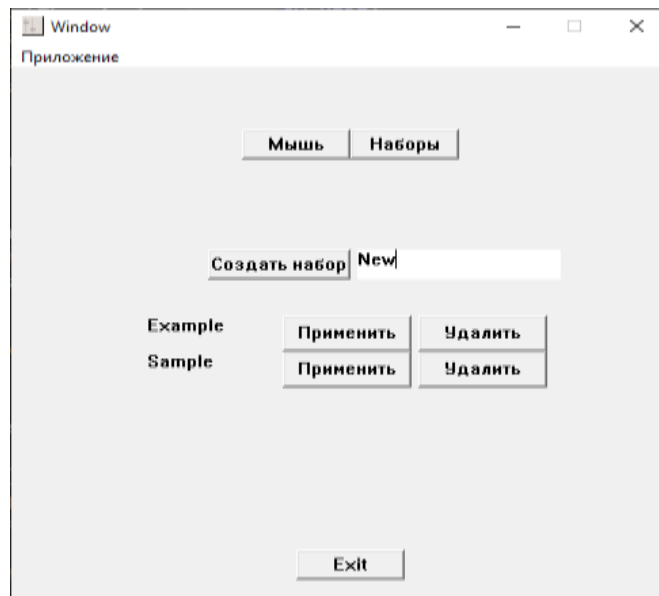 Window
Приложение
Мышь Наборы
Создать набор New
Example Применить Удалить
Sample Применить Удалить
Exit